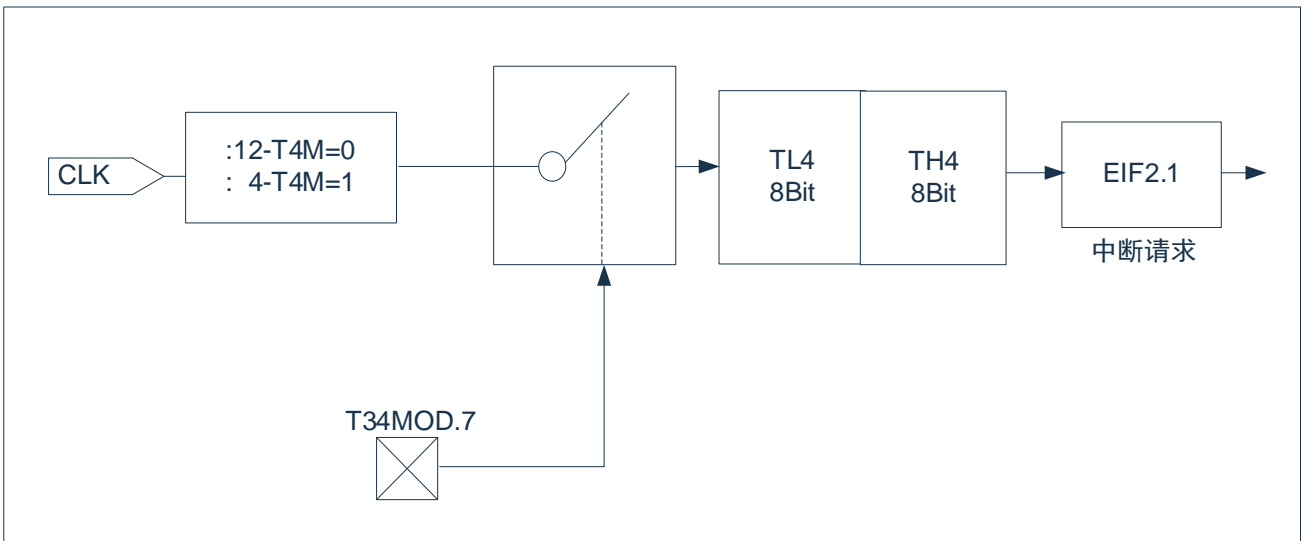 CLK
:12-T4M=0
: 4-T4M=1
TL4
8Bit
TH4
8Bit
EIF2.1
中断请求
T34MOD.7